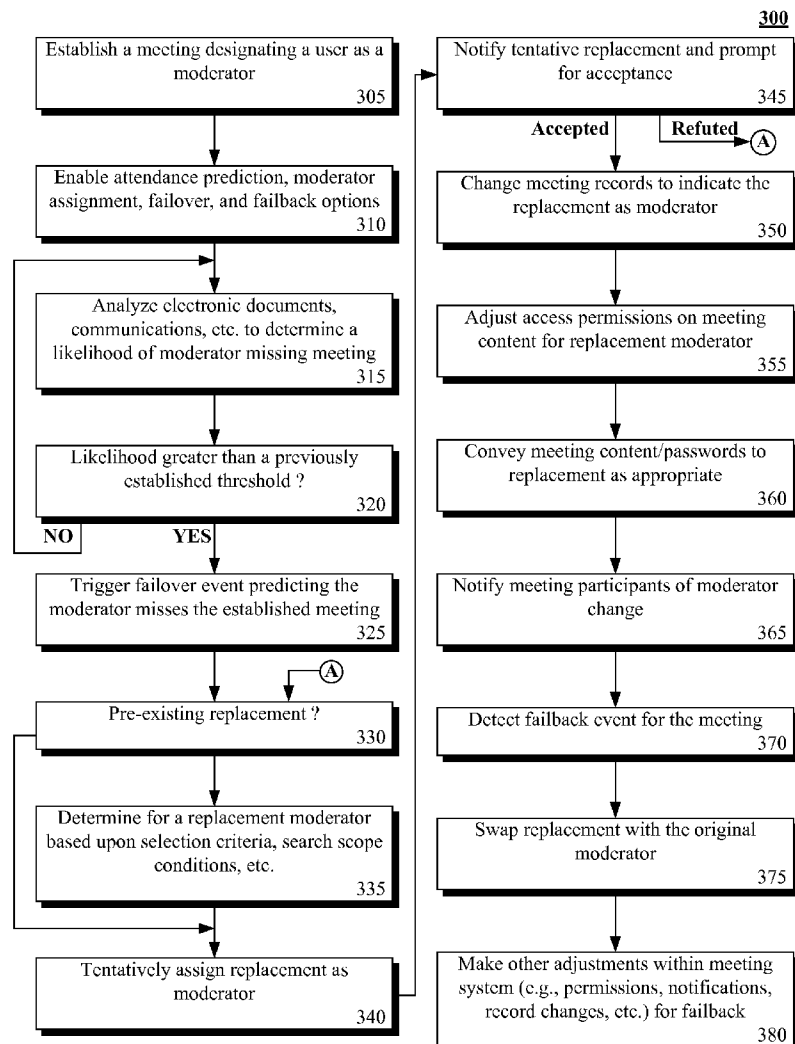 300
Establish a meeting designating a user as a
moderator
305
Enable attendance prediction, moderator
assignment, failover, and failback options
310
Analyze electronic documents,
communications, etc. to determine a
likelihood of moderator missing meeting
315
Likelihood greater than a previously
established threshold ?
320
NO
YES
Trigger failover event predicting the
moderator misses the established meeting
325
A
Pre-existing replacement ?
330
Determine for a replacement moderator
based upon selection criteria, search scope
conditions, etc.
335
Tentatively assign replacement as
moderator
340
Notify tentative replacement and prompt
for acceptance
345
Accepted
Refuted
A
Change meeting records to indicate the
replacement as moderator
350
Adjust access permissions on meeting
content for replacement moderator
355
Convey meeting content/passwords to
replacement as appropriate
360
Notify meeting participants of moderator
change
365
Detect failback event for the meeting
370
Swap replacement with the original
moderator
375
Make other adjustments within meeting
system (e.g., permissions, notifications,
record changes, etc.) for failback
380